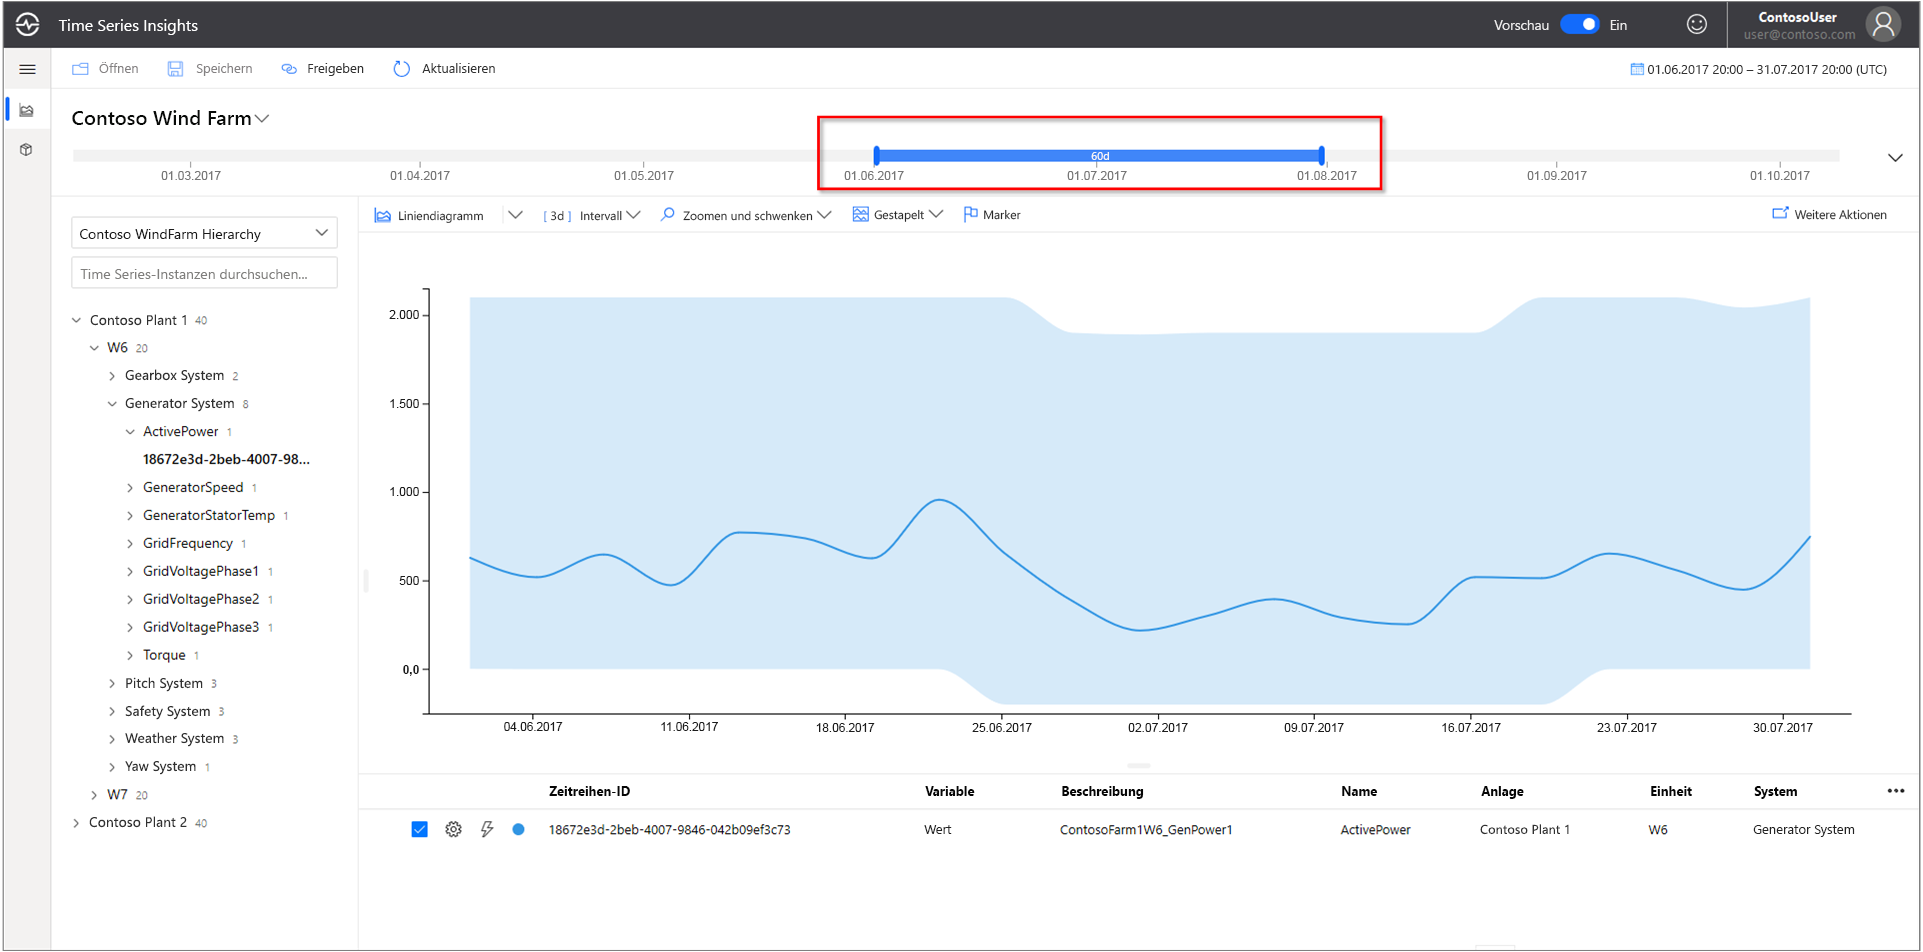 Time Series Insights
Vorschau Ein
ContosoUser
user@contoso.com
Öffnen Speichern Freigeben Aktualisieren
01.06.2017 20:00 – 31.07.2017 20:00 (UTC)
Contoso Wind Farm
60d
01.03.2017 01.04.2017 01.05.2017 01.06.2017 01.07.2017 01.08.2017 01.09.2017 01.10.2017
Contoso WindFarm Hierarchy
Time Series-Instanzen durchsuchen...
Contoso Plant 1 40
W6 20
Gearbox System 2
Generator System 8
ActivePower 1
18672e3d-2beb-4007-98...
GeneratorSpeed 1
GeneratorStatorTemp 1
GridFrequency 1
GridVoltagePhase1 1
GridVoltagePhase2 1
GridVoltagePhase3 1
Torque 1
Pitch System 3
Safety System 3
Weather System 3
Yaw System 1
W7 20
Contoso Plant 2 40
Liniendiagramm [ 3d ] Intervall Zoomen und schwenken Gestapelt Marker Weitere Aktionen
2.000
1.500
1.000
500
0,0
04.06.2017 11.06.2017 18.06.2017 25.06.2017 02.07.2017 09.07.2017 16.07.2017 23.07.2017 30.07.2017
Zeitreihen-ID Variable Beschreibung Name Anlage Einheit System
18672e3d-2beb-4007-9846-042b09ef3c73 Wert ContosoFarm1W6_GenPower1 ActivePower Contoso Plant 1 W6 Generator System